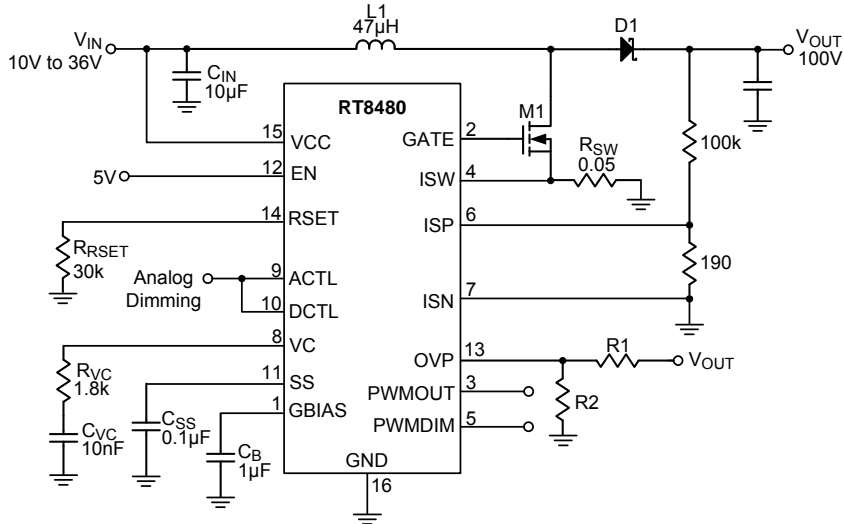 L1
47µH
D1
V_IN
10V to 36V
V_OUT
100V
C_IN
10µF
RT8480
M1
15
VCC
GATE
2
R_SW
0.05
100k
5V
12
EN
ISW
4
14
RSET
ISP
6
R_RSET
30k
190
Analog
Dimming
9
ACTL
10
DCTL
ISN
7
8
VC
OVP
13
R1
V_OUT
R_VC
1.8k
11
SS
PWMOUT
3
R2
1
GBIAS
PWMDIM
5
C_VC
10nF
C_SS
0.1µF
C_B
1µF
GND
16